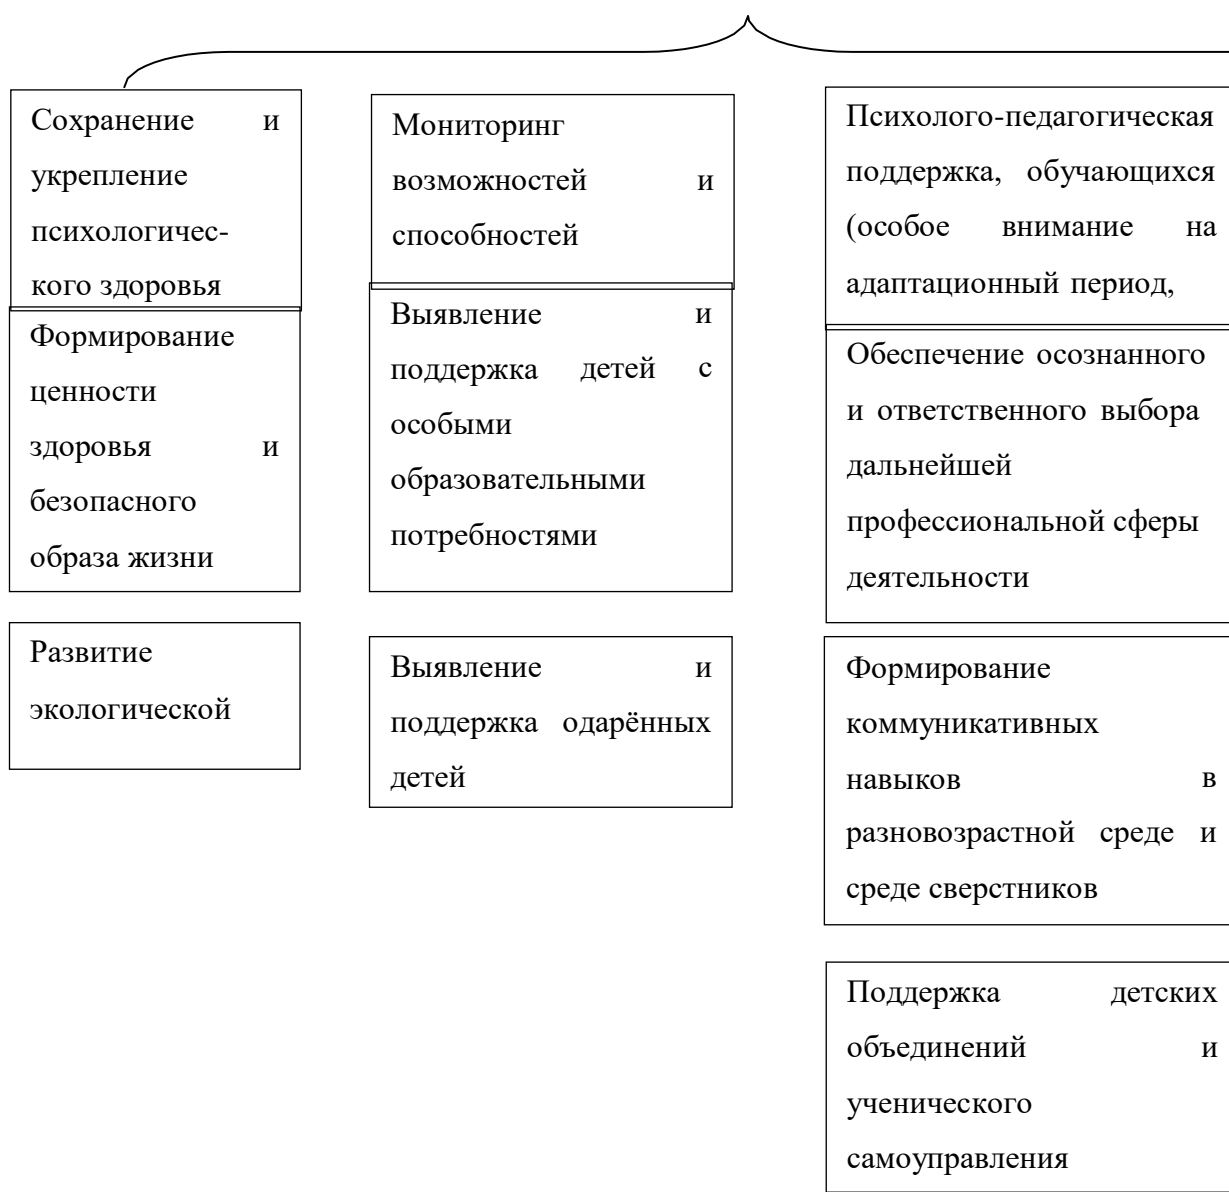 Сохранение и
укрепление
психологичес-
кого здоровья
Формирование
ценности
здоровья и
безопасного
образа жизни
Развитие
экологической
Мониторинг
возможностей и
способностей
Выявление и
поддержка детей с
особыми
образовательными
потребностями
Выявление и
поддержка одарённых
детей
Психолого-педагогическая
поддержка, обучающихся
(особое внимание на
адаптационный период,
Обеспечение осознанного
и ответственного выбора
дальнейшей
профессиональной сферы
деятельности
Формирование
коммуникативных
навыков в
разновозрастной среде и
среде сверстников
Поддержка детских
объединений и
ученического
самоуправления